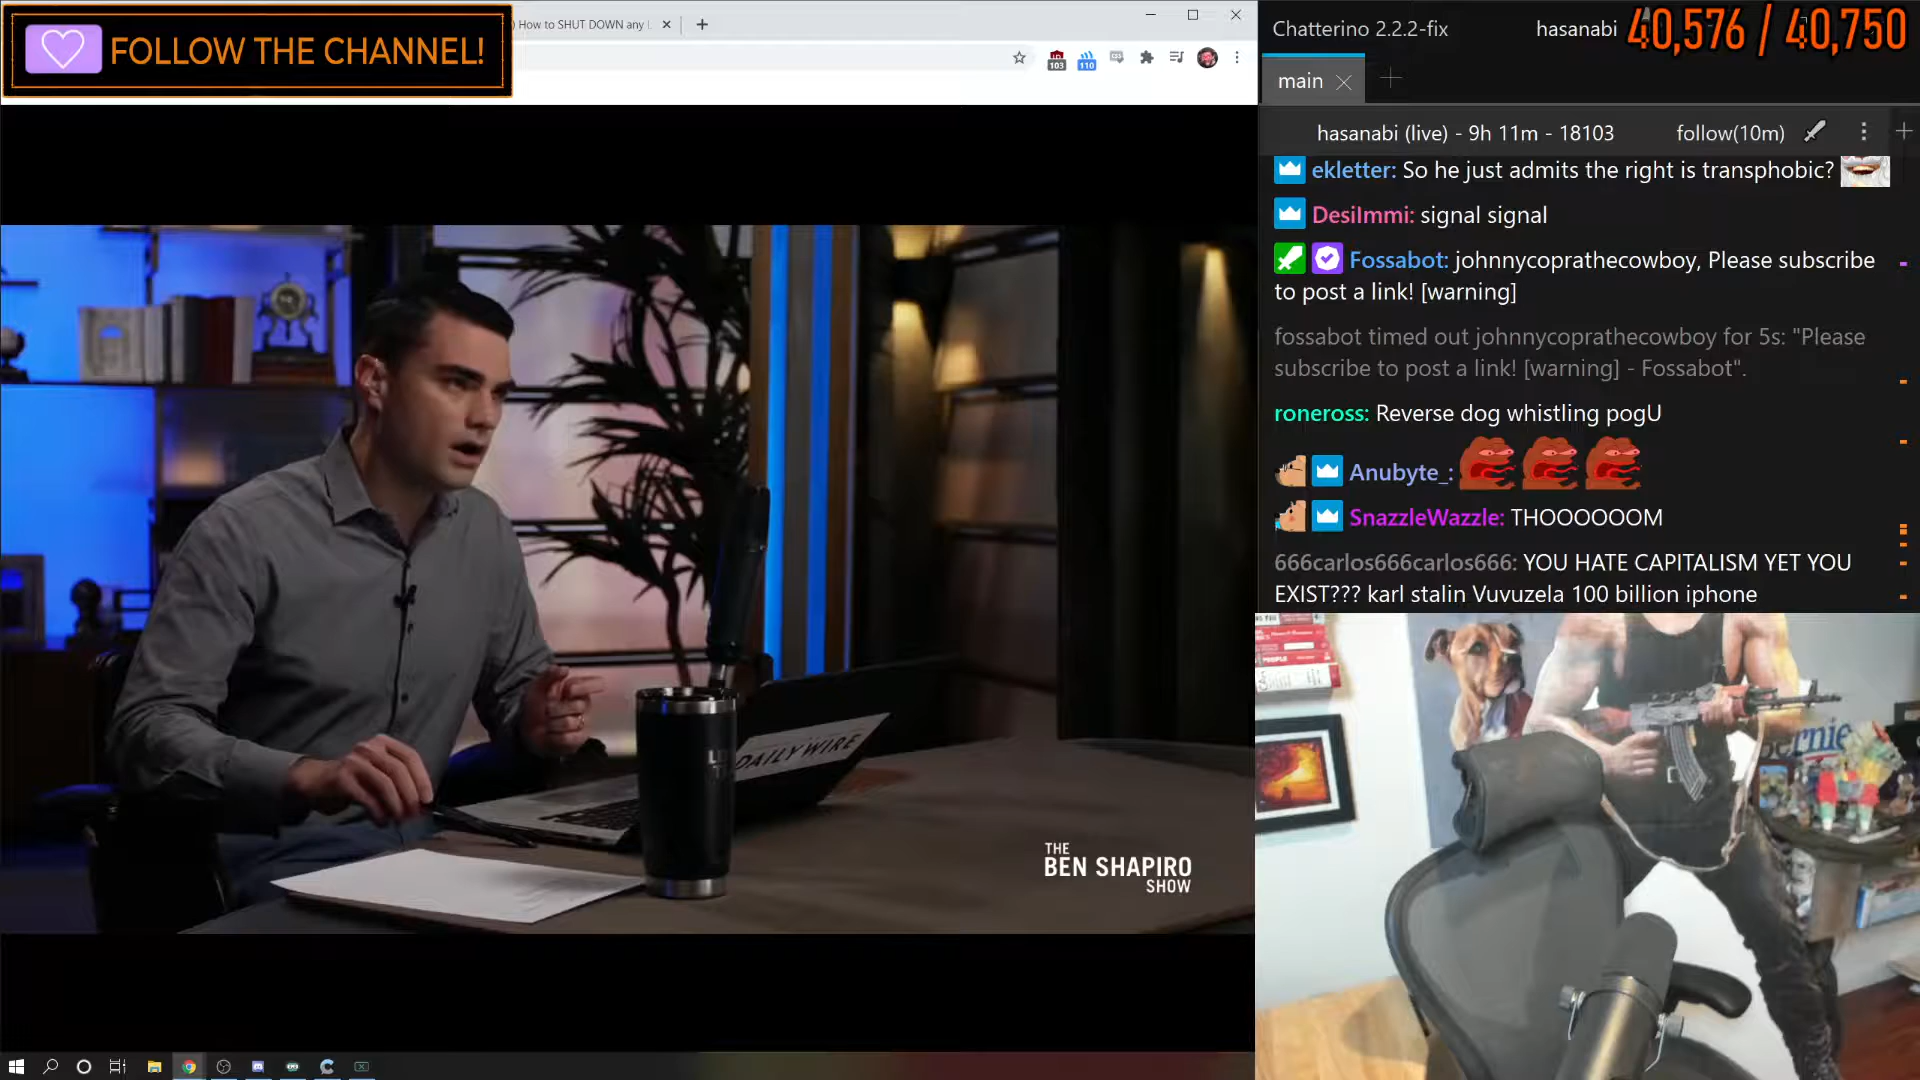 FOLLOW THE CHANNEL!
How to SHUT DOWN any
103
110
Chatterino 2.2.2-fix
hasanabi
40,576 / 40,750
main
hasanabi (live) - 9h 11m - 18103
follow(10m)
ekletter: So he just admits the right is transphobic?
DesiImmi: signal signal
Fossabot: johnnycoprathecowboy, Please subscribe
to post a link! [warning]
fossabot timed out johnnycoprathecowboy for 5s: "Please
subscribe to post a link! [warning] - Fossabot".
roneross: Reverse dog whistling pogU
Anubyte_:
SnazzleWazzle: THOOOOOOM
666carlos666carlos666: YOU HATE CAPITALISM YET YOU
EXIST??? karl stalin Vuvuzela 100 billion iphone
DAILY WIRE
THE
BEN SHAPIRO
SHOW
PEOPLE
Bernie